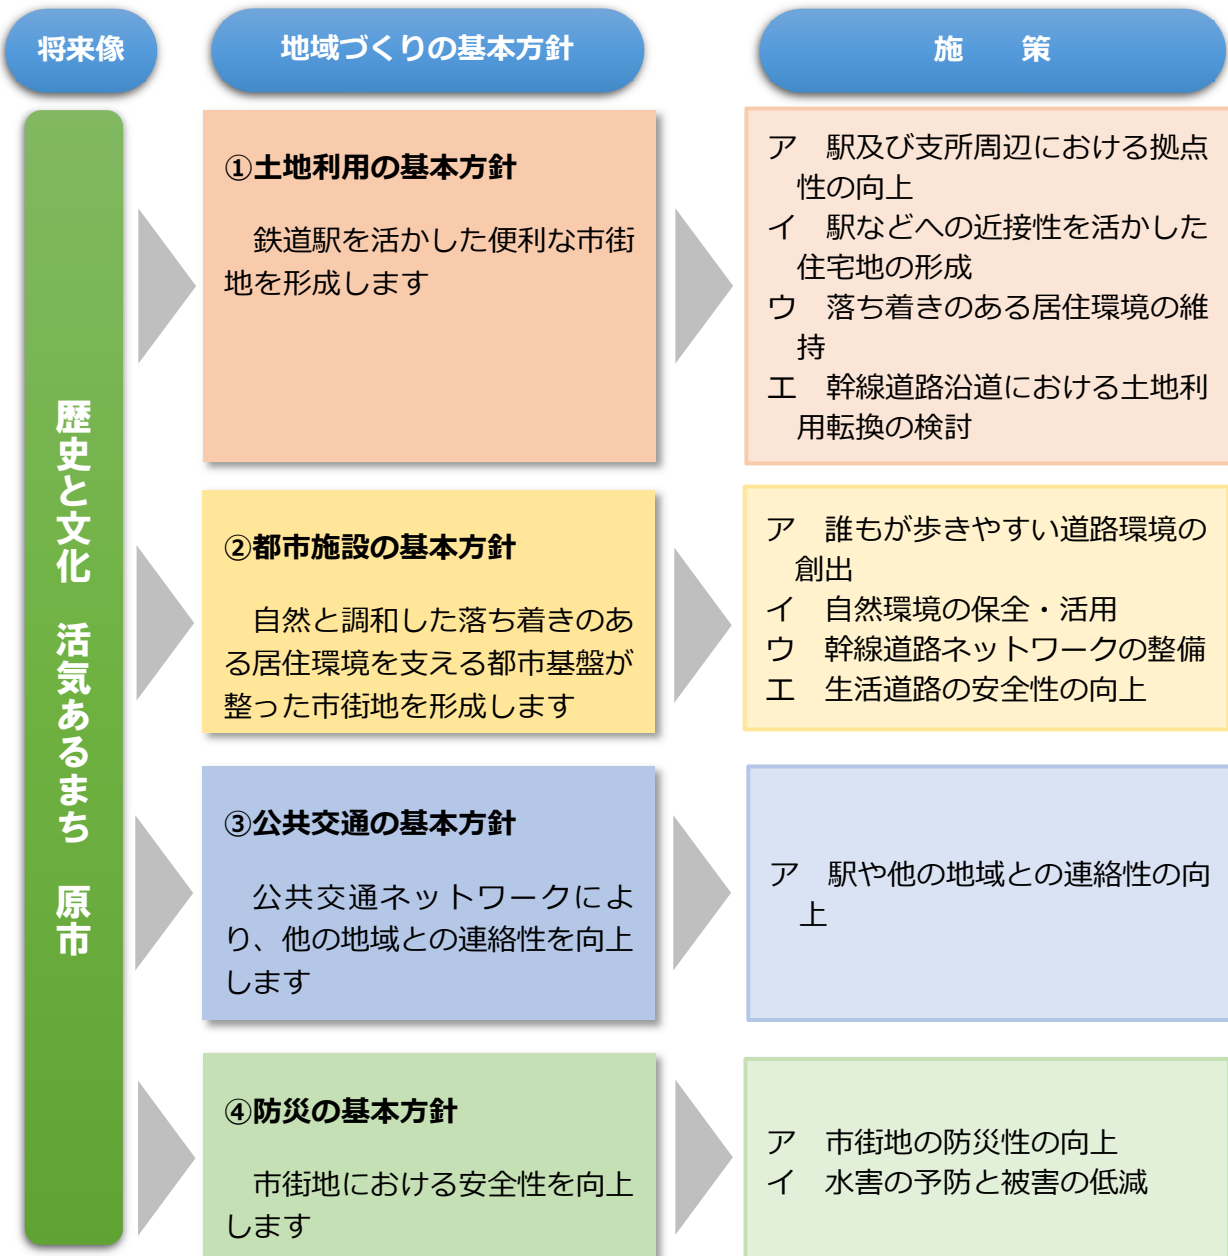 将来像
地域づくりの基本方針
施　　策
歴史と文化　活気あるまち　原市
①土地利用の基本方針
鉄道駅を活かした便利な市街
地を形成します
ア　駅及び支所周辺における拠点
性の向上
イ　駅などへの近接性を活かした
住宅地の形成
ウ　落ち着きのある居住環境の維
持
エ　幹線道路沿道における土地利
用転換の検討
②都市施設の基本方針
自然と調和した落ち着きのあ
る居住環境を支える都市基盤が
整った市街地を形成します
ア　誰もが歩きやすい道路環境の
創出
イ　自然環境の保全・活用
ウ　幹線道路ネットワークの整備
エ　生活道路の安全性の向上
③公共交通の基本方針
公共交通ネットワークによ
り、他の地域との連絡性を向上
します
ア　駅や他の地域との連絡性の向
上
④防災の基本方針
市街地における安全性を向上
します
ア　市街地の防災性の向上
イ　水害の予防と被害の低減